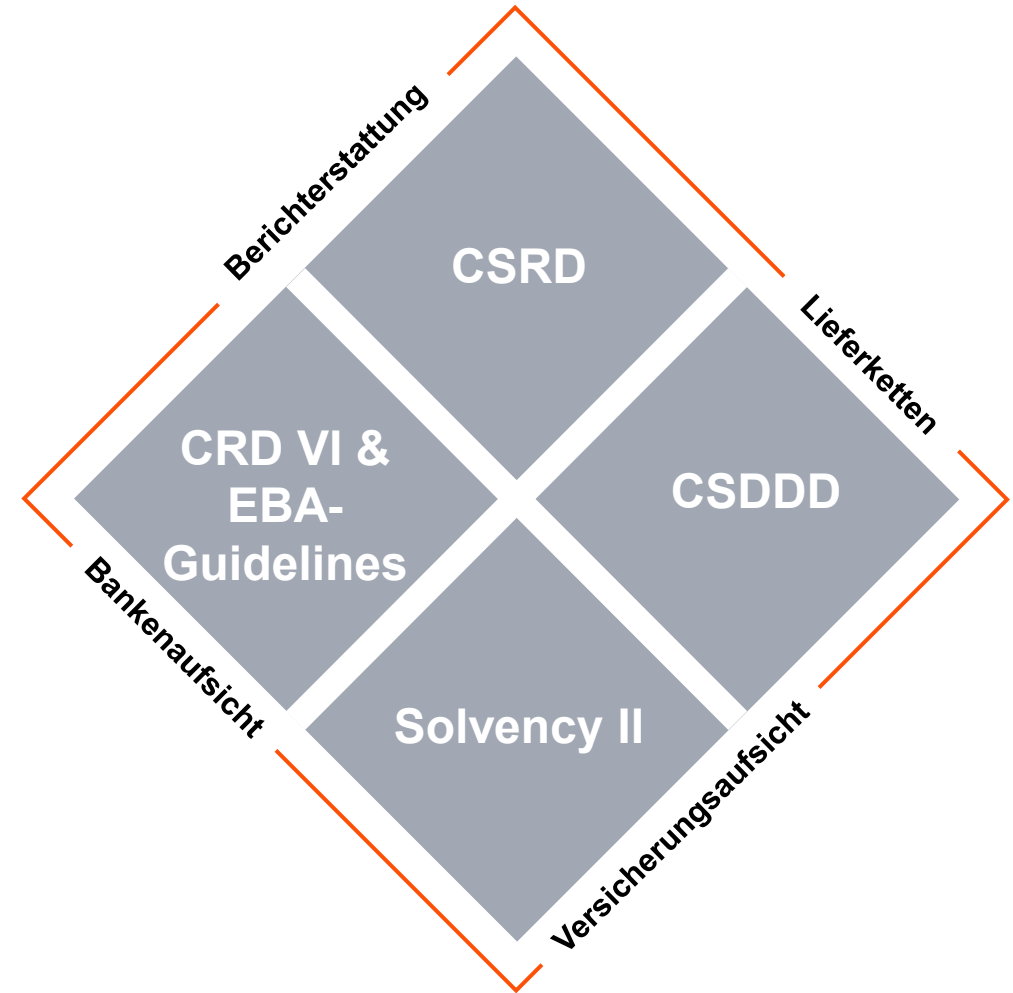 Berichterstattung
CSRD
Lieferketten
CRD VI &
EBA-
Guidelines
CSDDD
Bankenaufsicht
Solvency II
Versicherungsaufsicht